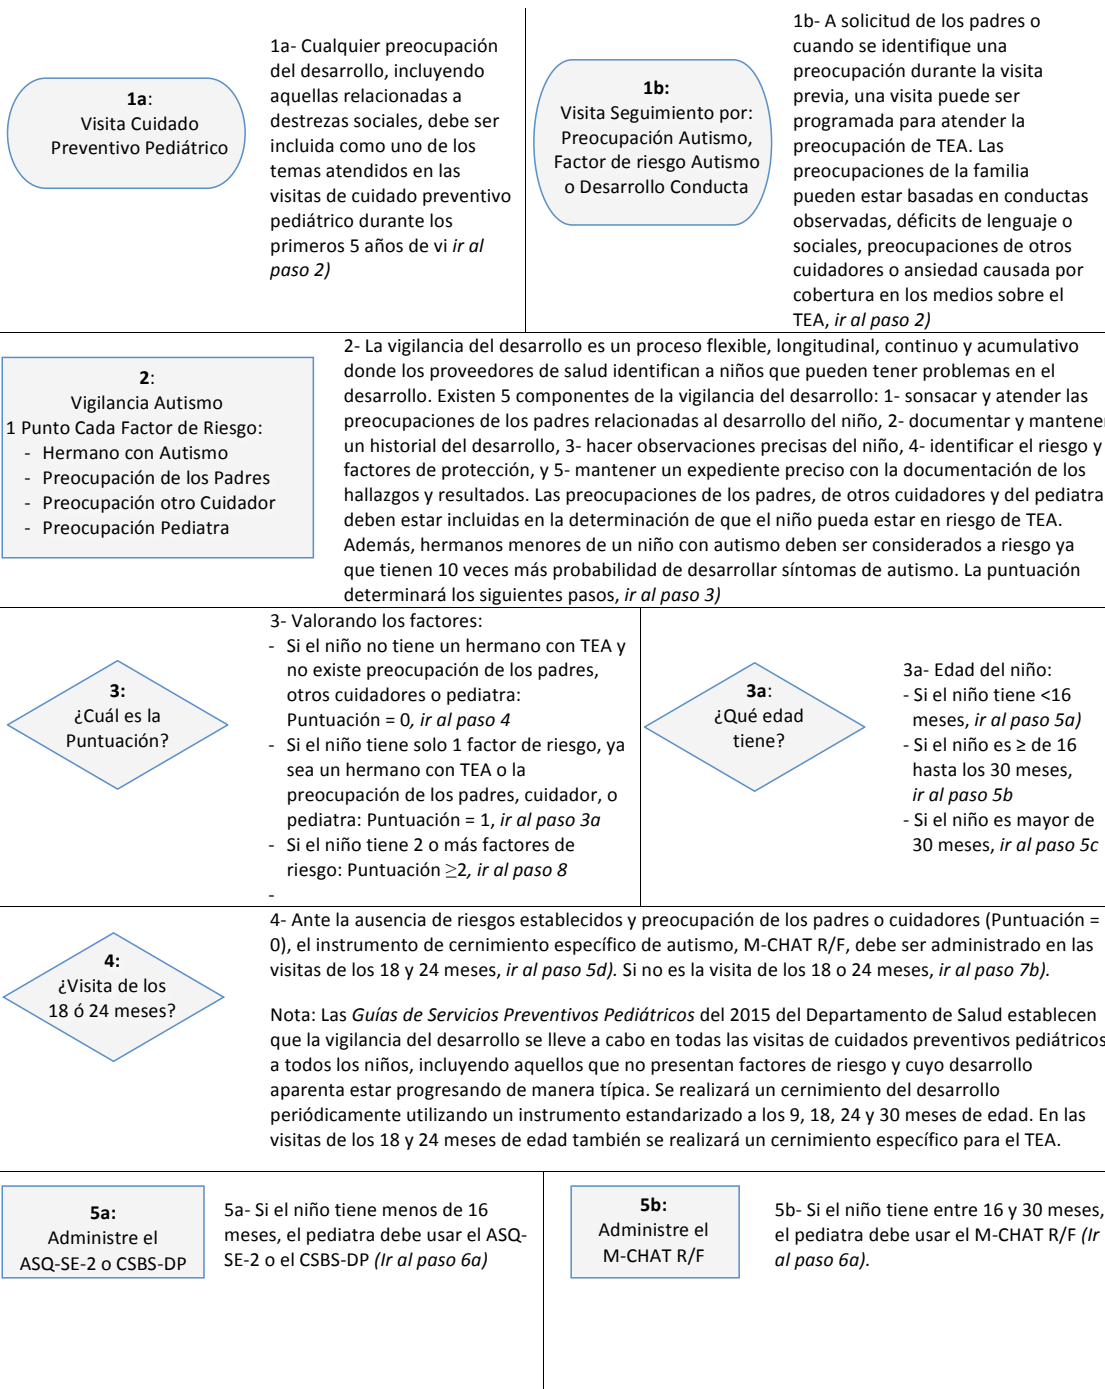 1a:
Visita Cuidado
Preventivo Pediátrico
1a- Cualquier preocupación
del desarrollo, incluyendo
aquellas relacionadas a
destrezas sociales, debe ser
incluida como uno de los
temas atendidos en las
visitas de cuidado preventivo
pediátrico durante los
primeros 5 años de vi ir al
paso 2)
1b:
Visita Seguimiento por:
Preocupación Autismo,
Factor de riesgo Autismo
o Desarrollo Conducta
1b- A solicitud de los padres o
cuando se identifique una
preocupación durante la visita
previa, una visita puede ser
programada para atender la
preocupación de TEA. Las
preocupaciones de la familia
pueden estar basadas en conductas
observadas, déficits de lenguaje o
sociales, preocupaciones de otros
cuidadores o ansiedad causada por
cobertura en los medios sobre el
TEA, ir al paso 2)
2:
Vigilancia Autismo
1 Punto Cada Factor de Riesgo:
- Hermano con Autismo
- Preocupación de los Padres
- Preocupación otro Cuidador
- Preocupación Pediatra
2- La vigilancia del desarrollo es un proceso flexible, longitudinal, continuo y acumulativo
donde los proveedores de salud identifican a niños que pueden tener problemas en el
desarrollo. Existen 5 componentes de la vigilancia del desarrollo: 1- sonsacar y atender las
preocupaciones de los padres relacionadas al desarrollo del niño, 2- documentar y mantener
un historial del desarrollo, 3- hacer observaciones precisas del niño, 4- identificar el riesgo y
factores de protección, y 5- mantener un expediente preciso con la documentación de los
hallazgos y resultados. Las preocupaciones de los padres, de otros cuidadores y del pediatra
deben estar incluidas en la determinación de que el niño pueda estar en riesgo de TEA.
Además, hermanos menores de un niño con autismo deben ser considerados a riesgo ya
que tienen 10 veces más probabilidad de desarrollar síntomas de autismo. La puntuación
determinará los siguientes pasos, ir al paso 3)
3:
¿Cuál es la
Puntuación?
3- Valorando los factores:
- Si el niño no tiene un hermano con TEA y
no existe preocupación de los padres,
otros cuidadores o pediatra:
Puntuación = 0, ir al paso 4
- Si el niño tiene solo 1 factor de riesgo, ya
sea un hermano con TEA o la
preocupación de los padres, cuidador, o
pediatra: Puntuación = 1, ir al paso 3a
- Si el niño tiene 2 o más factores de
riesgo: Puntuación ≥2, ir al paso 8
-
3a:
¿Qué edad
tiene?
3a- Edad del niño:
- Si el niño tiene <16
meses, ir al paso 5a)
- Si el niño es ≥ de 16
hasta los 30 meses,
ir al paso 5b
- Si el niño es mayor de
30 meses, ir al paso 5c
4:
¿Visita de los
18 ó 24 meses?
4- Ante la ausencia de riesgos establecidos y preocupación de los padres o cuidadores (Puntuación =
0), el instrumento de cernimiento específico de autismo, M-CHAT R/F, debe ser administrado en las
visitas de los 18 y 24 meses, ir al paso 5d). Si no es la visita de los 18 o 24 meses, ir al paso 7b).
Nota: Las Guías de Servicios Preventivos Pediátricos del 2015 del Departamento de Salud establecen
que la vigilancia del desarrollo se lleve a cabo en todas las visitas de cuidados preventivos pediátricos
a todos los niños, incluyendo aquellos que no presentan factores de riesgo y cuyo desarrollo
aparenta estar progresando de manera típica. Se realizará un cernimiento del desarrollo
periódicamente utilizando un instrumento estandarizado a los 9, 18, 24 y 30 meses de edad. En las
visitas de los 18 y 24 meses de edad también se realizará un cernimiento específico para el TEA.
5a:
Administre el
ASQ-SE-2 o CSBS-DP
5a- Si el niño tiene menos de 16
meses, el pediatra debe usar el ASQ-
SE-2 o el CSBS-DP (Ir al paso 6a)
5b:
Administre el
M-CHAT R/F
5b- Si el niño tiene entre 16 y 30 meses,
el pediatra debe usar el M-CHAT R/F (Ir
al paso 6a).